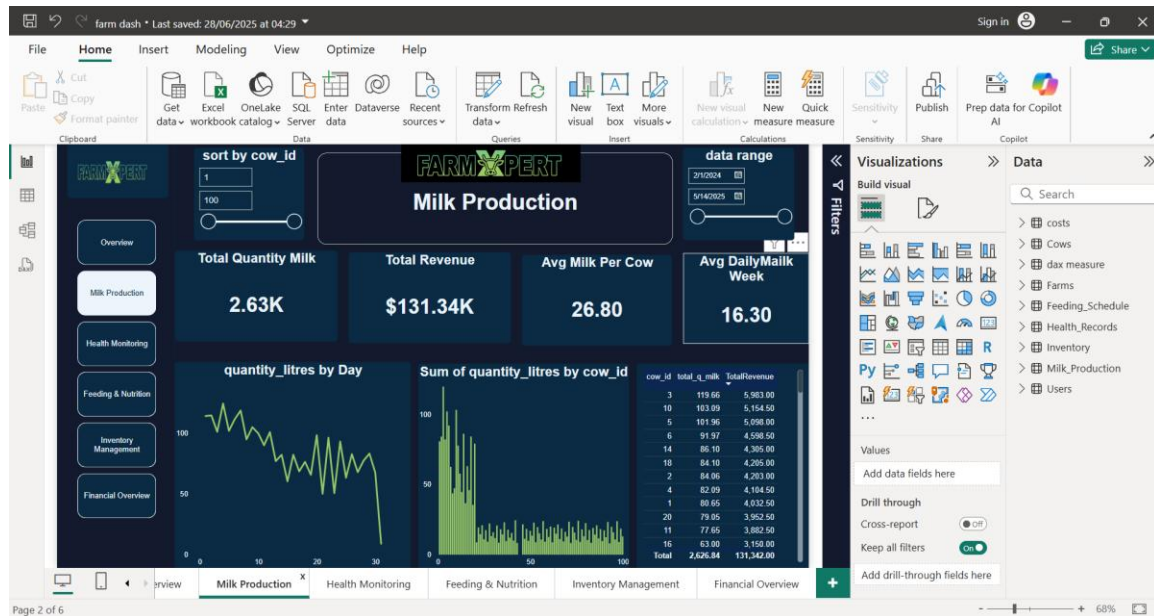 farm dash • Last saved: 28/06/2025 at 04:29
Sign in
File Home Insert Modeling View Optimize Help
Share
Paste
Cut
Copy
Format painter
Clipboard
Get data
Excel workbook
OneLake catalog
SQL Server
Enter data
Dataverse
Recent sources
Data
Transform data
Refresh
Queries
New visual
Text box
More visuals
Insert
New visual calculation
New measure
Quick measure
Calculations
Sensitivity
Sensitivity
Publish
Share
Prep data for AI
Copilot
Copilot
FARMXPERT
sort by cow_id
1
100
FARMXPERT
Milk Production
data range
2/1/2024
5/14/2025
Overview
Milk Production
Health Monitoring
Feeding & Nutrition
Inventory Management
Financial Overview
Total Quantity Milk
2.63K
Total Revenue
$131.34K
Avg Milk Per Cow
26.80
Avg DailyMailk Week
16.30
quantity_litres by Day
100
50
0
0 10 20 30
Sum of quantity_litres by cow_id
100
50
0
0 50 100
cow_id total_q_milk TotalRevenue
3 119.66 5,983.00
10 103.09 5,154.50
5 101.96 5,098.00
6 91.97 4,598.50
14 86.10 4,305.00
18 84.10 4,205.00
2 84.06 4,203.00
4 82.09 4,104.50
1 80.65 4,032.50
20 79.05 3,952.50
11 77.65 3,882.50
16 63.00 3,150.00
Total 2,626.84 131,342.00
Filters
Visualizations
Build visual
R
Py
123
...
Values
Add data fields here
Drill through
Cross-report
Off
Keep all filters
On
Add drill-through fields here
Data
Search
costs
Cows
dax measure
Farms
Feeding_Schedule
Health_Records
Inventory
Milk_Production
Users
erview
Milk Production X
Health Monitoring
Feeding & Nutrition
Inventory Management
Financial Overview
+
Page 2 of 6
- + 68%